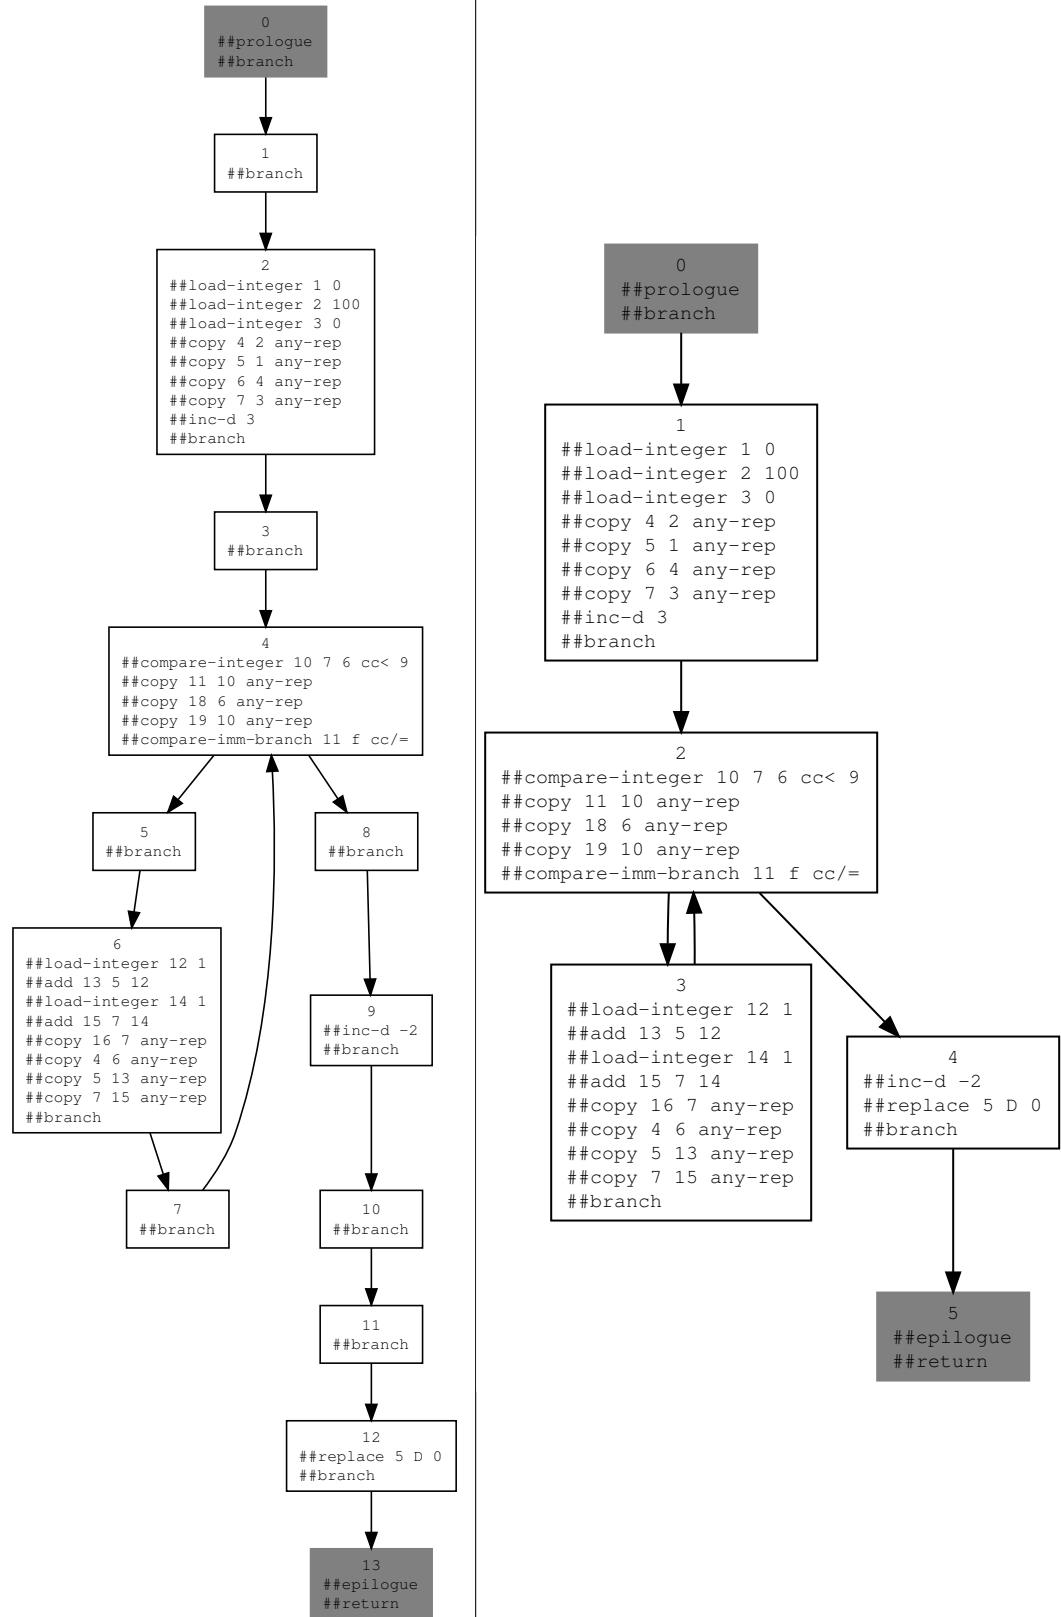 0
##prologue
##branch
1
##branch
2
##load-integer 1 0
##load-integer 2 100
##load-integer 3 0
##copy 4 2 any-rep
##copy 5 1 any-rep
##copy 6 4 any-rep
##copy 7 3 any-rep
##inc-d 3
##branch
3
##branch
4
##compare-integer 10 7 6 cc< 9
##copy 11 10 any-rep
##copy 18 6 any-rep
##copy 19 10 any-rep
##compare-imm-branch 11 f cc/=
5
##branch
6
##load-integer 12 1
##add 13 5 12
##load-integer 14 1
##add 15 7 14
##copy 16 7 any-rep
##copy 4 6 any-rep
##copy 5 13 any-rep
##copy 7 15 any-rep
##branch
7
##branch
8
##branch
9
##inc-d -2
##branch
10
##branch
11
##branch
12
##replace 5 D 0
##branch
13
##epilogue
##return
0
##prologue
##branch
1
##load-integer 1 0
##load-integer 2 100
##load-integer 3 0
##copy 4 2 any-rep
##copy 5 1 any-rep
##copy 6 4 any-rep
##copy 7 3 any-rep
##inc-d 3
##branch
2
##compare-integer 10 7 6 cc< 9
##copy 11 10 any-rep
##copy 18 6 any-rep
##copy 19 10 any-rep
##compare-imm-branch 11 f cc/=
3
##load-integer 12 1
##add 13 5 12
##load-integer 14 1
##add 15 7 14
##copy 16 7 any-rep
##copy 4 6 any-rep
##copy 5 13 any-rep
##copy 7 15 any-rep
##branch
4
##inc-d -2
##replace 5 D 0
##branch
5
##epilogue
##return